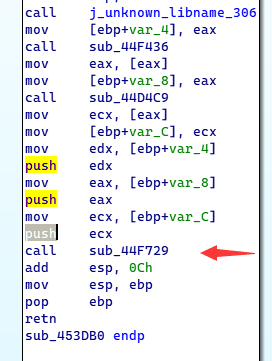 call j_unknown_libname_306
mov [ebp+var_4], eax
call sub_44F436
mov eax, [eax]
mov [ebp+var_8], eax
call sub_44D4C9
mov ecx, [eax]
mov [ebp+var_C], ecx
mov edx, [ebp+var_4]
push edx
mov eax, [ebp+var_8]
push eax
mov ecx, [ebp+var_C]
push ecx
call sub_44F729
add esp, 0Ch
mov esp, ebp
pop ebp
retn
sub_453DB0 endp